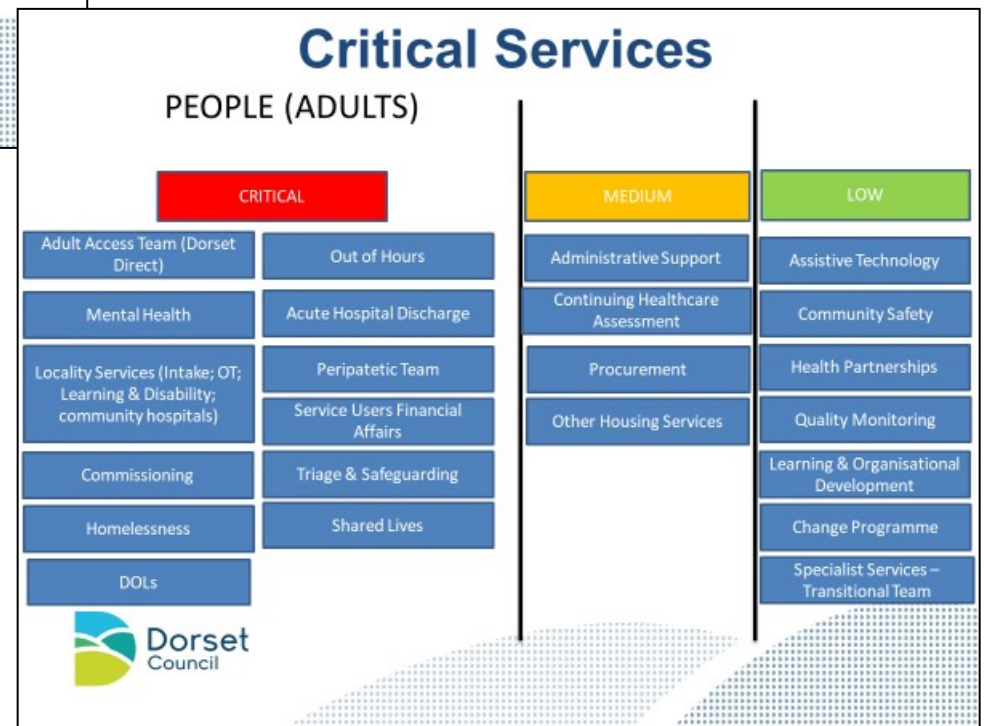 Critical Services
PEOPLE (ADULTS)
CRITICAL
Adult Access Team (Dorset
Direct)
Mental Health
Locality Services (Intake; OT;
Learning & Disability;
community hospitals)
Commissioning
Homelessness
DOLs
Out of Hours
Acute Hospital Discharge
Peripatetic Team
Service Users Financial
Affairs
Triage & Safeguarding
Shared Lives
MEDIUM
Administrative Support
Continuing Healthcare
Assessment
Procurement
Other Housing Services
LOW
Assistive Technology
Community Safety
Health Partnerships
Quality Monitoring
Learning & Organisational
Development
Change Programme
Specialist Services –
Transitional Team
Dorset
Council